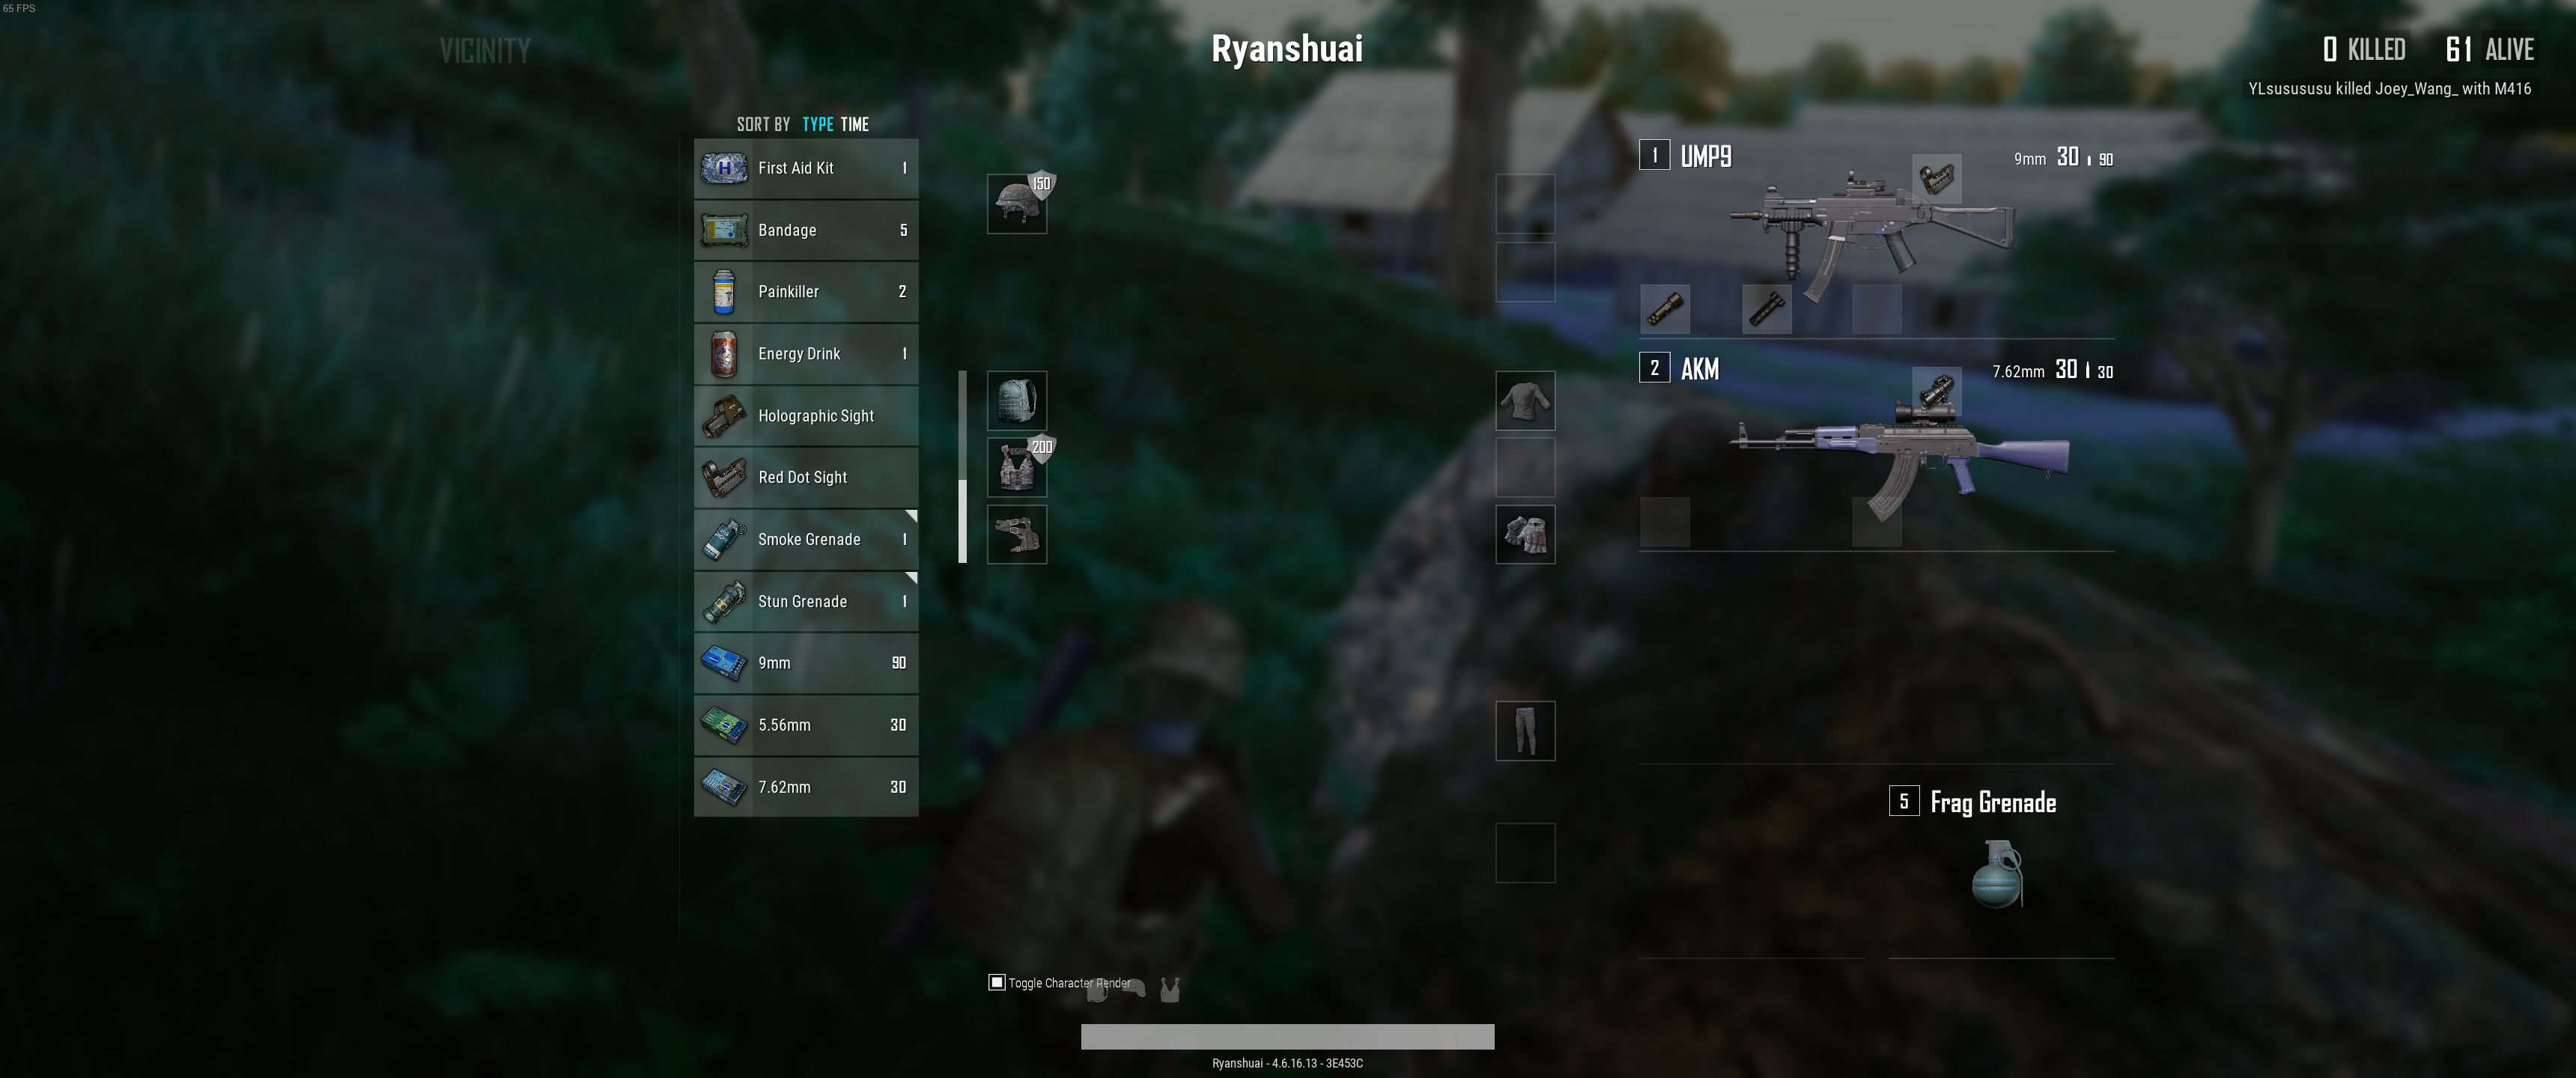 65 FPS
VICINITY
Ryanshuai
0 KILLED 61 ALIVE
YLsusususu killed Joey_Wang_ with M416
SORT BY TYPE TIME
First Aid Kit 1
Bandage 5
Painkiller 2
Energy Drink 1
Holographic Sight
Red Dot Sight
Smoke Grenade 1
Stun Grenade 1
9mm 90
5.56mm 30
7.62mm 30
150
200
1 UMP9 9mm 30 90
2 AKM 7.62mm 30 30
5 Frag Grenade
Toggle Character Render
Ryanshuai - 4.6.16.13 - 3E453C